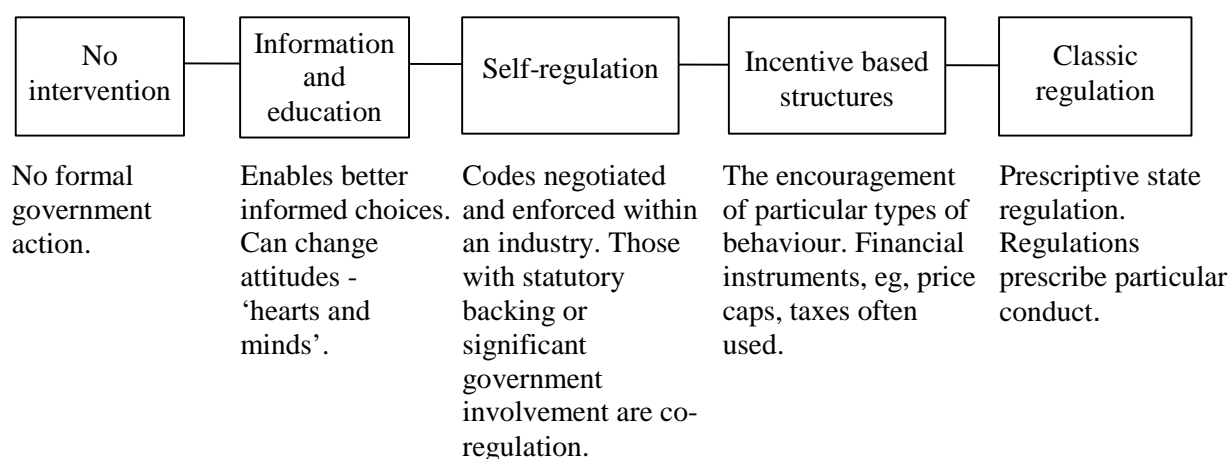 No
intervention
Information
and
education
Self-regulation
Incentive based
structures
Classic
regulation
No formal
government
action.
Enables better
informed choices.
Can change
attitudes -
‘hearts and
minds’.
Codes negotiated
and enforced within
an industry. Those
with statutory
backing or
significant
government
involvement are co-
regulation.
The encouragement
of particular types of
behaviour. Financial
instruments, eg, price
caps, taxes often
used.
Prescriptive state
regulation.
Regulations
prescribe particular
conduct.